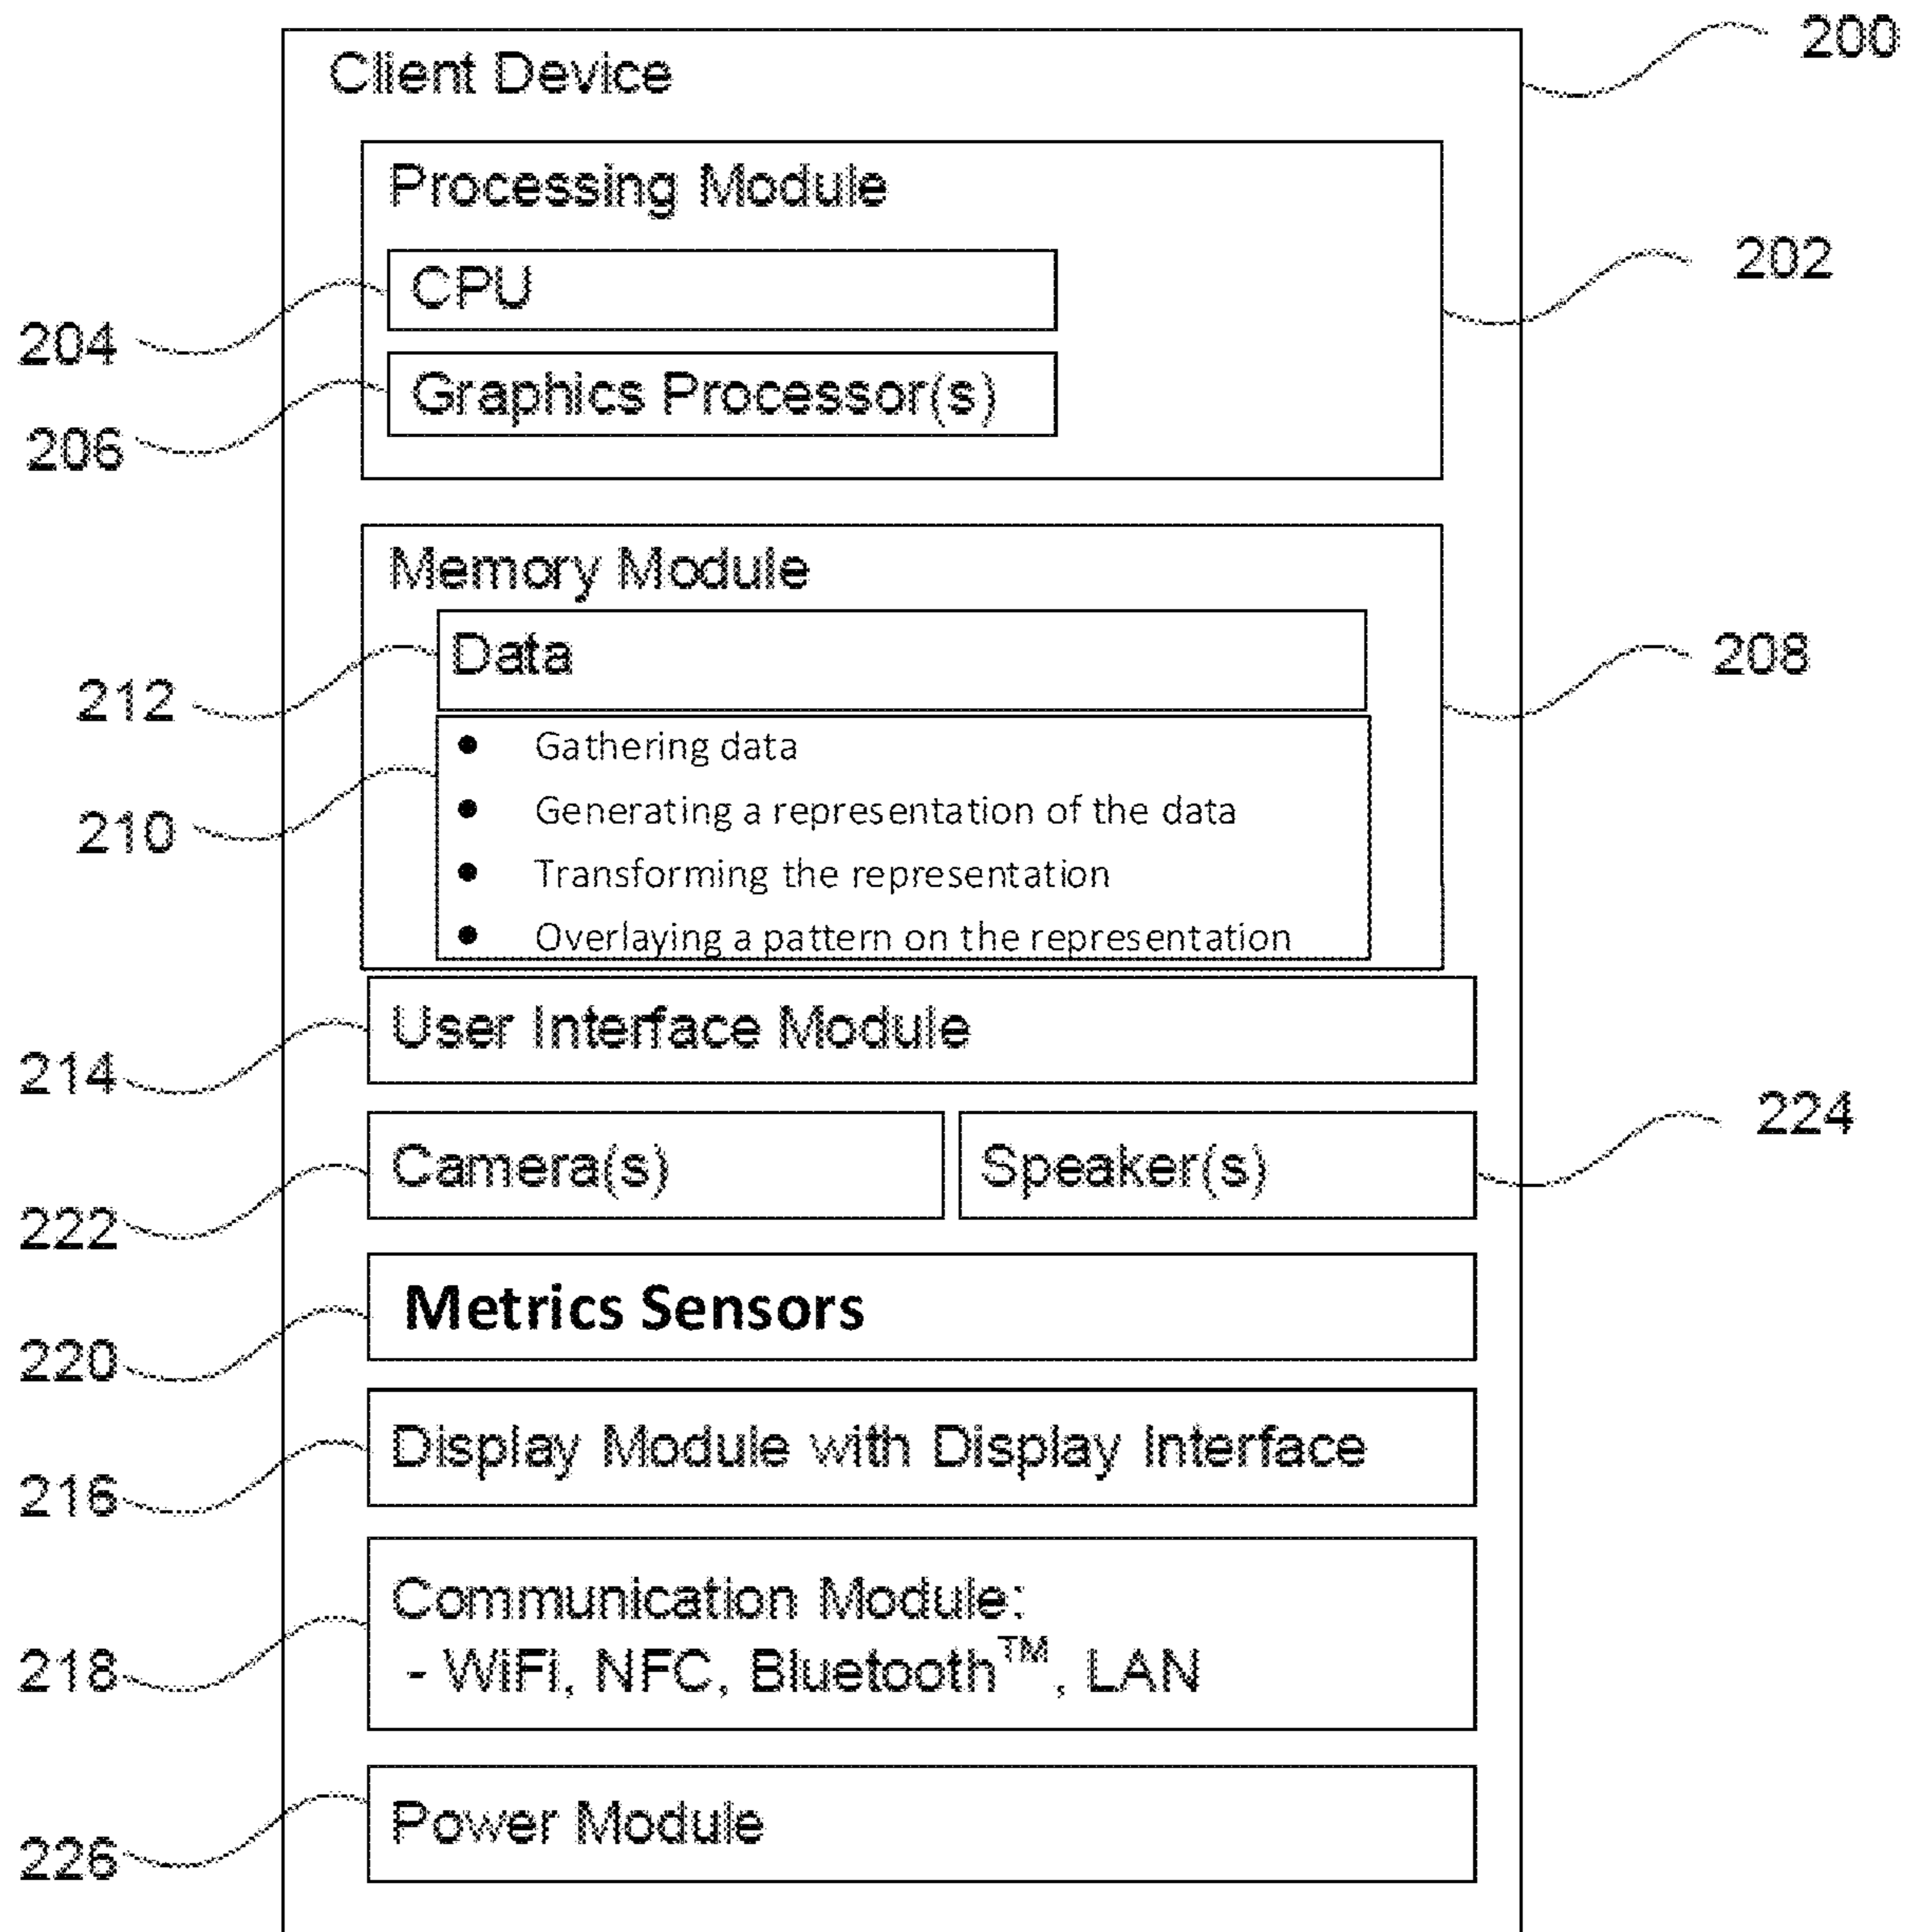 200
Client Device
Processing Module
202
CPU
204
Graphics Processor(s)
206
Memory Module
208
Data
212
• Gathering data
210
• Generating a representation of the data
• Transforming the representation
• Overlaying a pattern on the representation
User Interface Module
214
224
Camera(s)
Speaker(s)
222
Metrics Sensors
220
Display Module with Display Interface
216
Communication Module:
- WiFi, NFC, Bluetooth™, LAN
218
Power Module
226